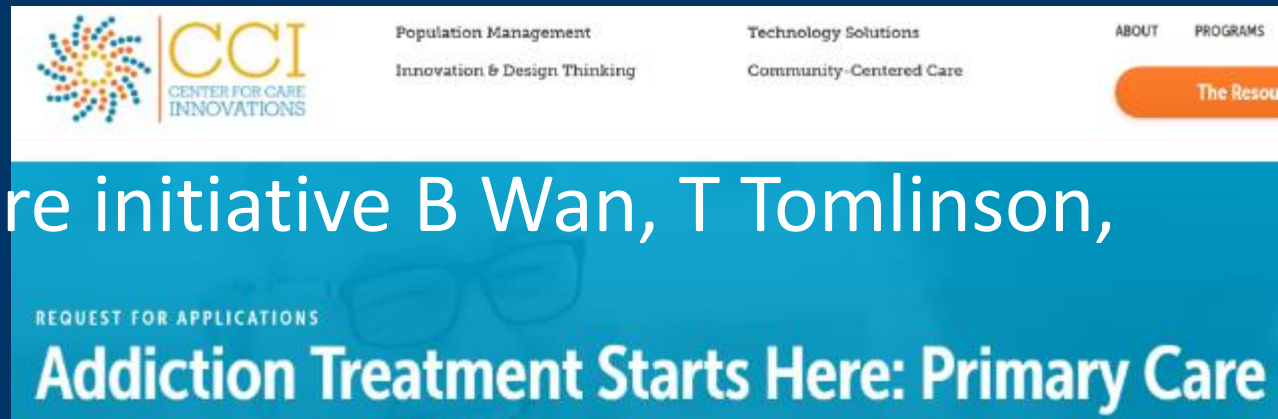 CCI
CENTER FOR CARE
INNOVATIONS
Population Management
Technology Solutions
Innovation & Design Thinking
Community-Centered Care
ABOUT PROGRAMS
The
re initiative B Wan, T Tomlinson,
REQUEST FOR APPLICATIONS
Addiction Treatment Starts Here: Primary Care